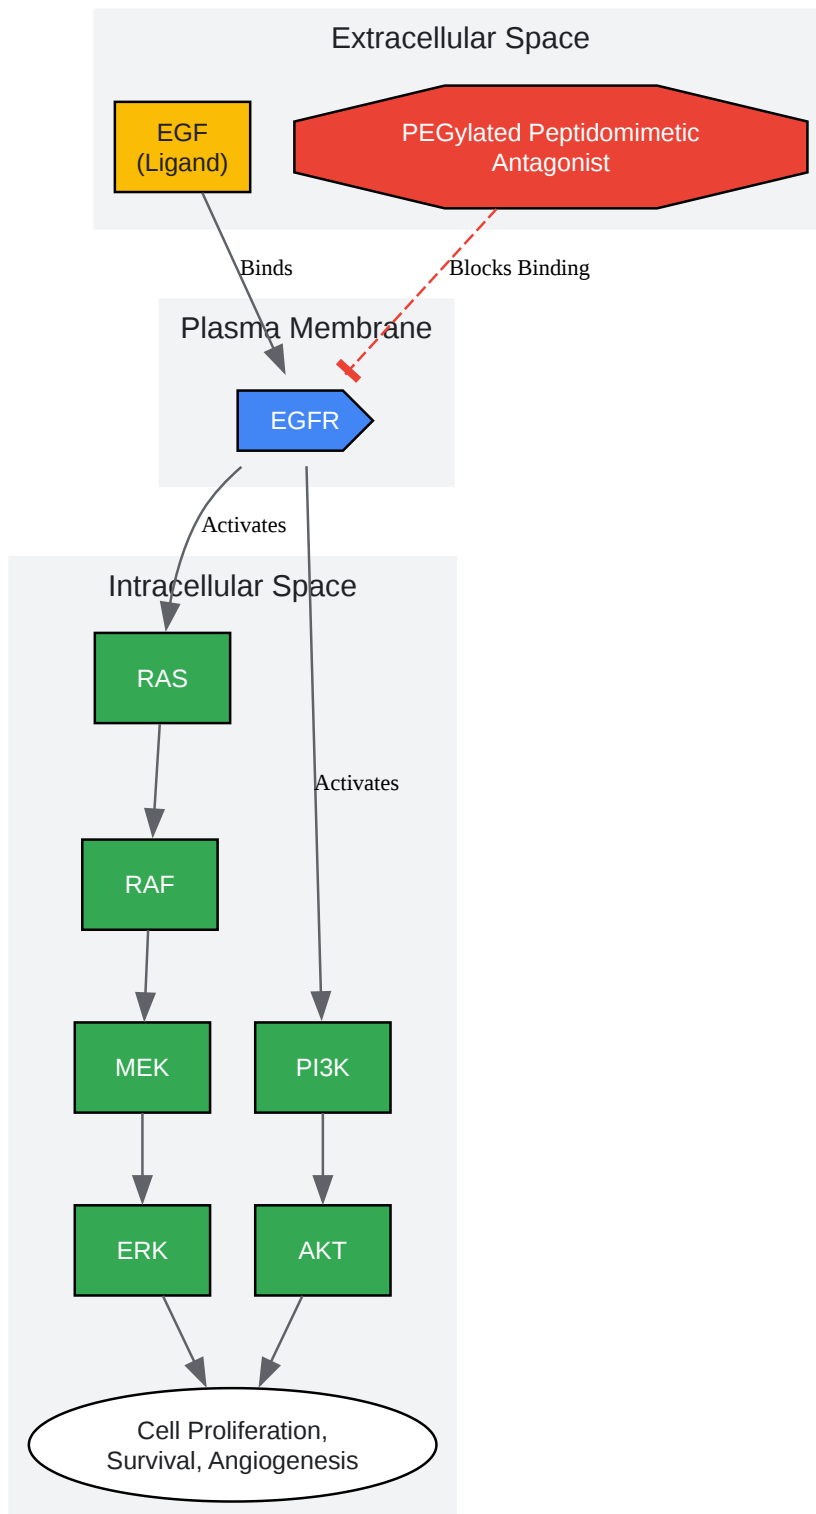 Extracellular Space
EGF
(Ligand)
PEGylated Peptidomimetic
Antagonist
Binds
Blocks Binding
Plasma Membrane
EGFR
Activates
Intracellular Space
RAS
Activates
RAF
MEK
PI3K
ERK
AKT
Cell Proliferation,
Survival, Angiogenesis